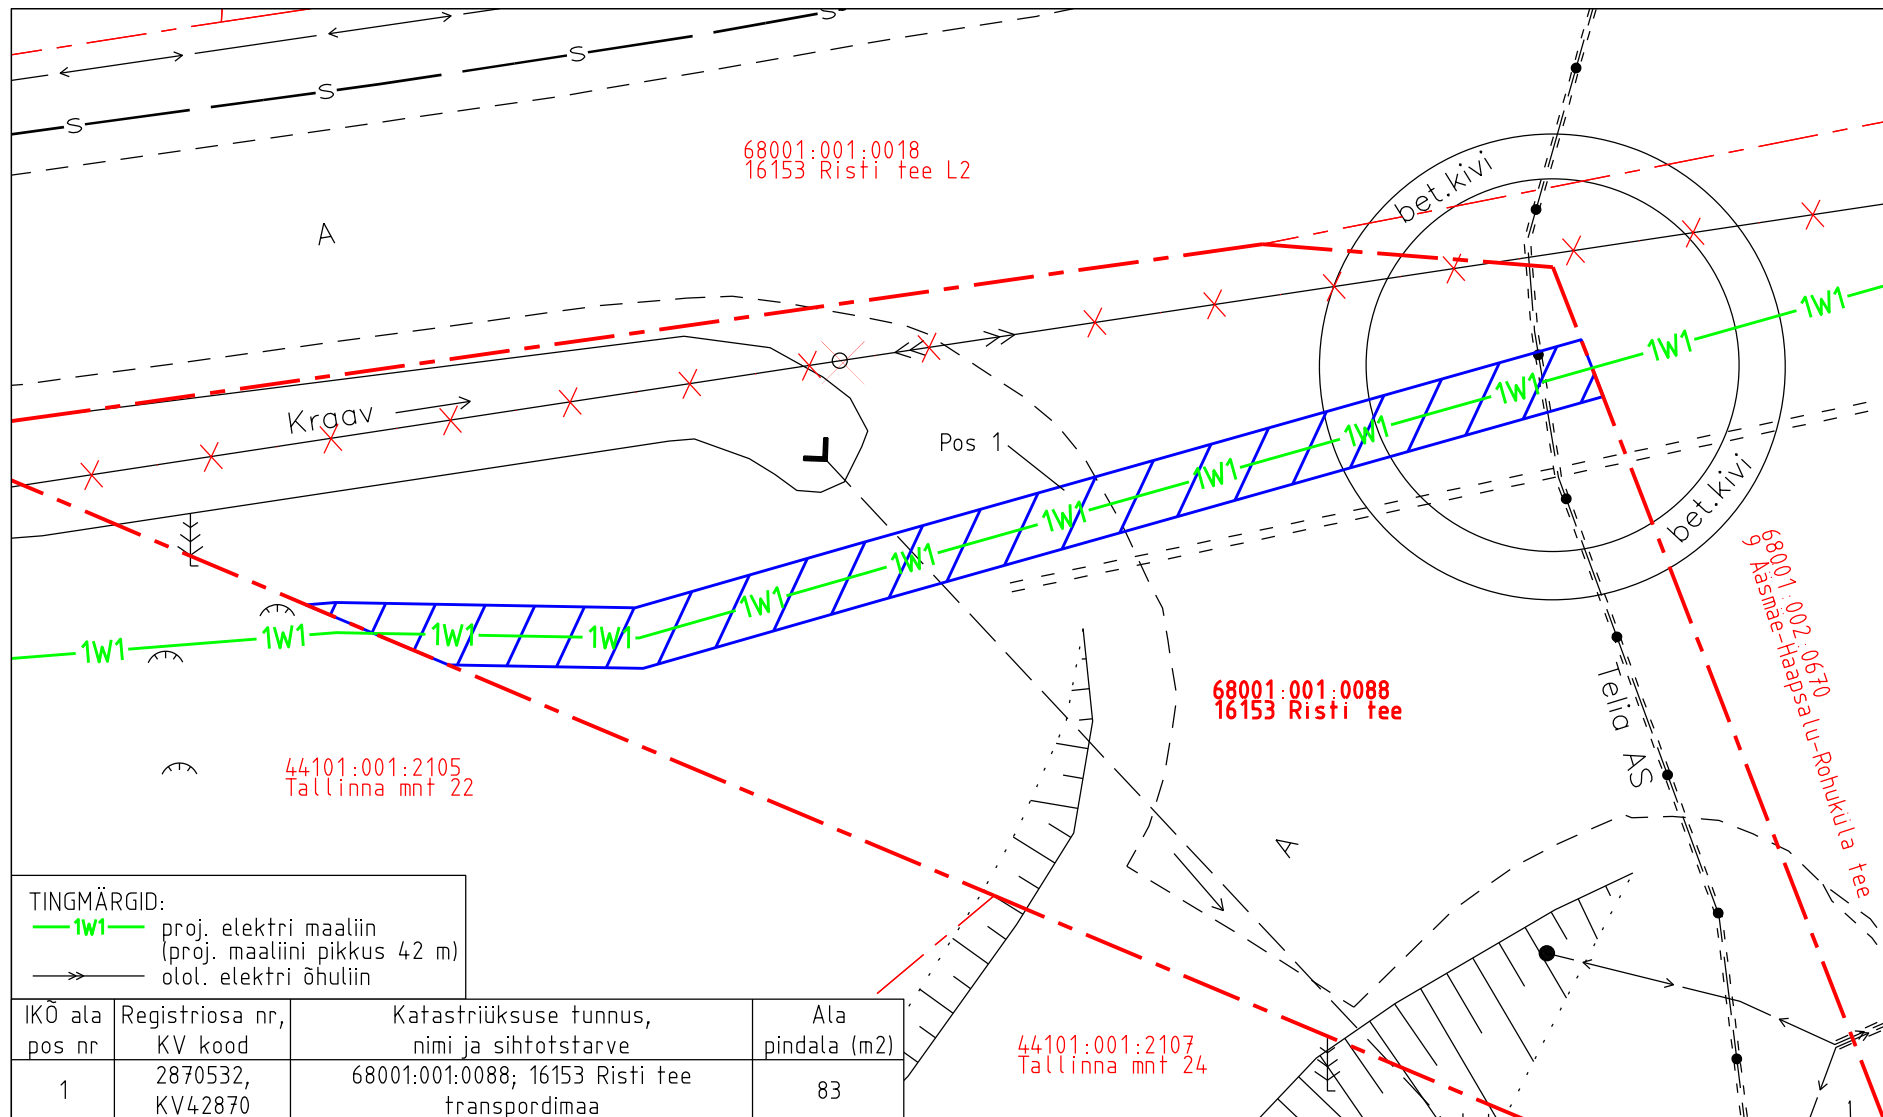 S
S
S
S
68001:001:0018
16153 Risti tee L2
A
bet.kivi
Kraav
Pos 1
1W1
1W1
1W1
1W1
1W1
1W1
1W1
1W1
1W1
1W1
1W1
1W1
1W1
bet.kivi
68001:002:0670
9 Ääsmäe-Haapsalu-Rohuküla tee
Telia AS
68001:001:0088
16153 Risti tee
44101:001:2105
Tallinna mnt 22
A
TINGMÄRGID:
1W1 proj. elektri maaliin
(proj. maaliini pikkus 42 m)
olol. elektri õhuliin
IKÕ ala pos nr
Registriosa nr, KV kood
Katastriüksuse tunnus, nimi ja sihtotstarve
Ala pindala (m2)
1
2870532, KV42870
68001:001:0088; 16153 Risti tee transpordimaa
83
44101:001:2107
Tallinna mnt 24
1